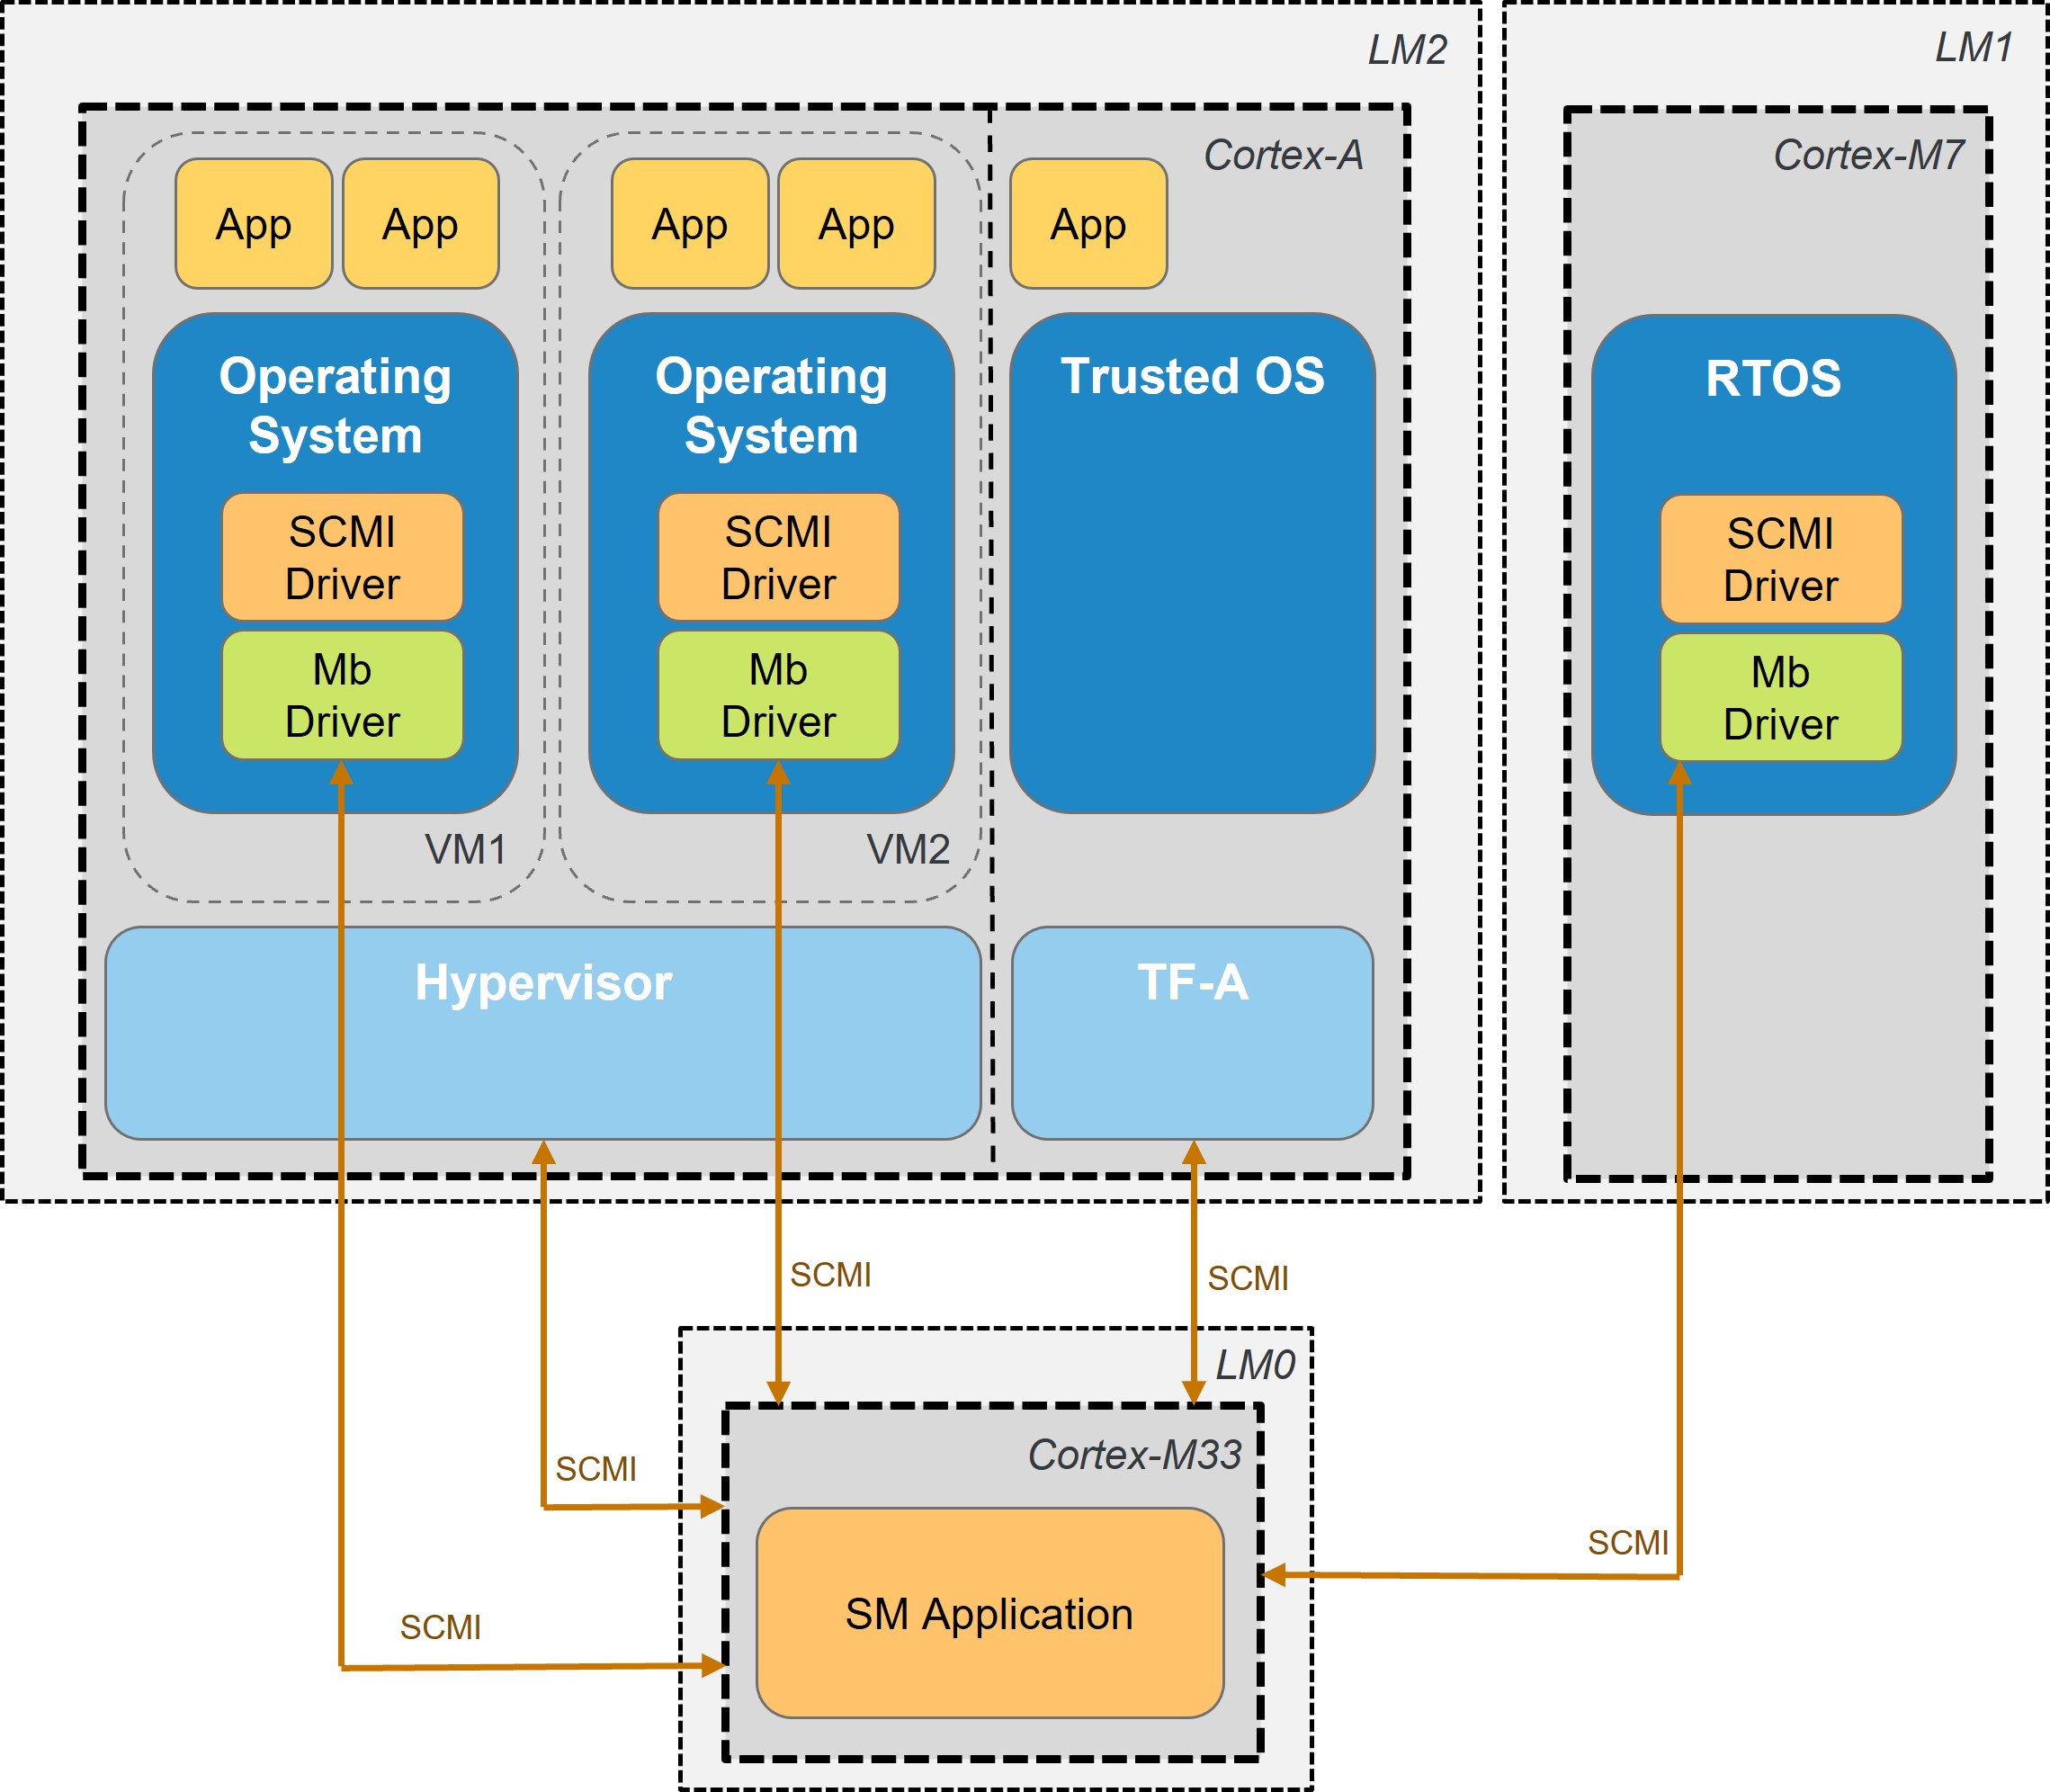 LM2
LM1
Cortex-A
Cortex-M7
App
App
App
App
App
Operating
System
SCMI
Driver
Mb
Driver
VM1
Operating
System
SCMI
Driver
Mb
Driver
VM2
Trusted OS
RTOS
SCMI
Driver
Mb
Driver
Hypervisor
TF-A
SCMI
SCMI
LM0
Cortex-M33
SCMI
SCMI
SM Application
SCMI